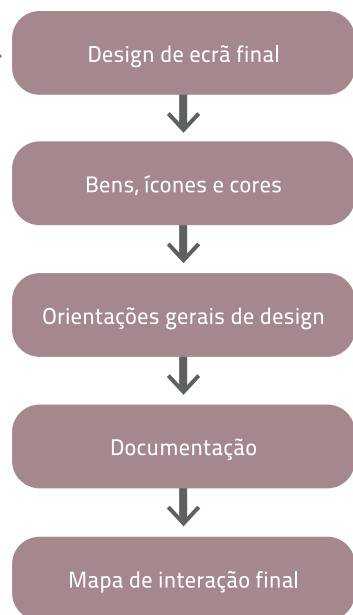 Design de ecrã final
Bens, ícones e cores
Orientações gerais de design
Documentação
Mapa de interação final